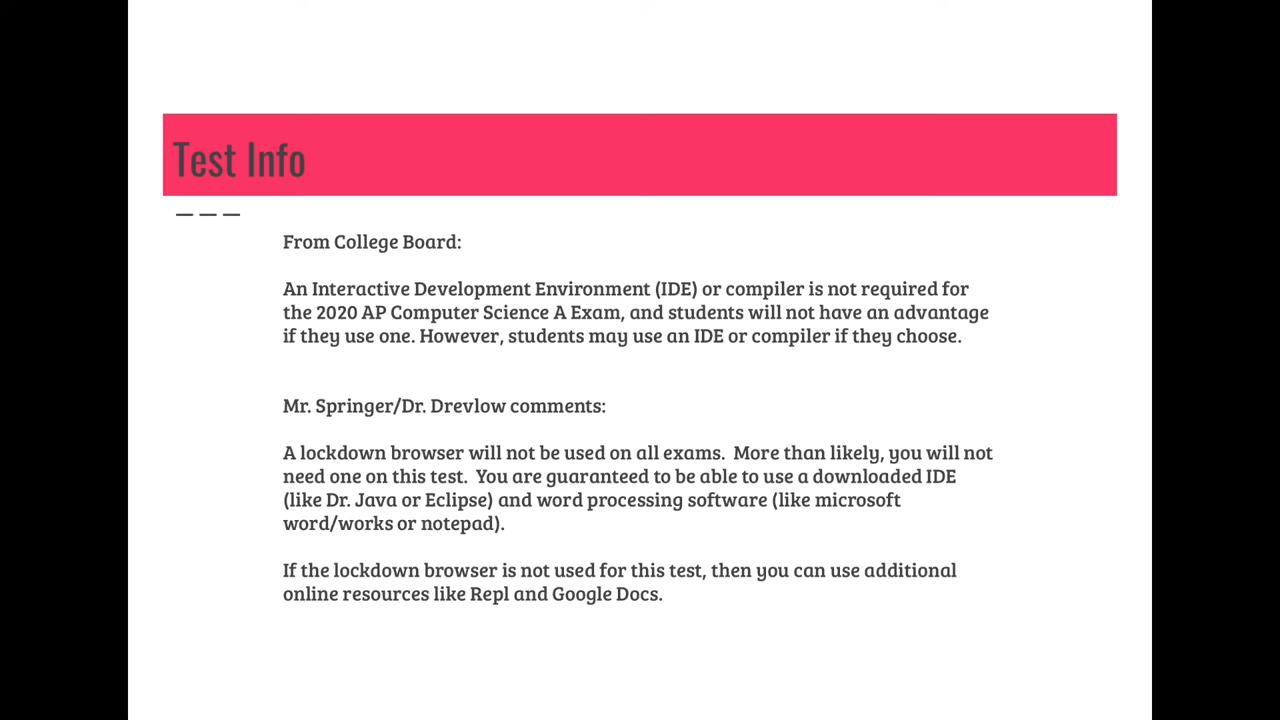 Test Info
From College Board:
An Interactive Development Environment (IDE) or compiler is not required for
the 2020 AP Computer Science A Exam, and students will not have an advantage
if they use one. However, students may use an IDE or compiler if they choose.
Mr. Springer/Dr. Drevlow comments:
A lockdown browser will not be used on all exams.  More than likely, you will not
need one on this test.  You are guaranteed to be able to use a downloaded IDE
(like Dr. Java or Eclipse) and word processing software (like microsoft
word/works or notepad).
If the lockdown browser is not used for this test, then you can use additional
online resources like Repl and Google Docs.